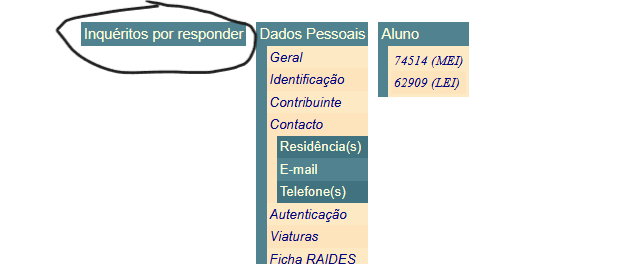 Inquéritos por responder
Dados Pessoais
Geral
Identificação
Contribuinte
Contacto
Residência(s)
E-mail
Telefone(s)
Autenticação
Viaturas
Ficha RAIDES
Aluno
74514 (MEI)
62909 (LEI)